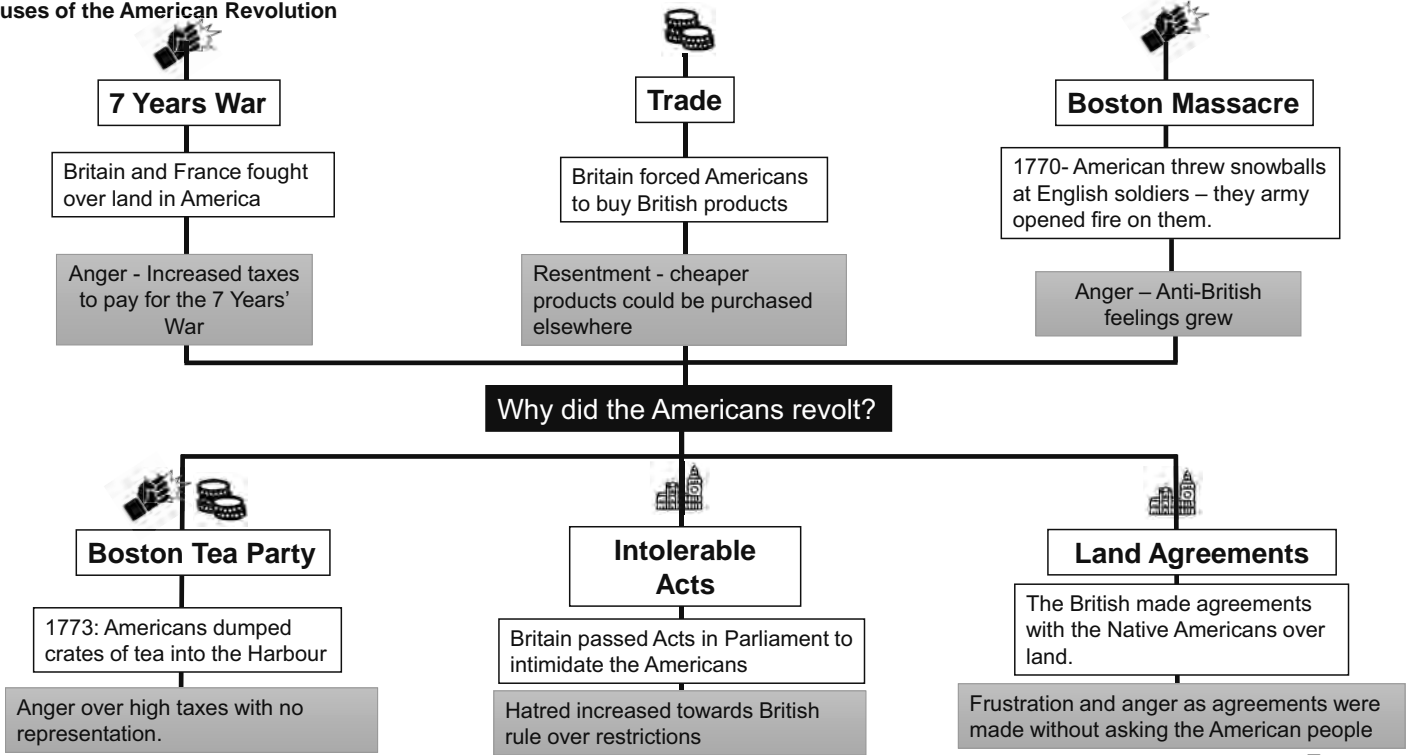 uses of the American Revolution
7 Years War
Britain and France fought
over land in America
Anger - Increased taxes
to pay for the 7 Years’
War
Trade
Britain forced Americans
to buy British products
Resentment - cheaper
products could be purchased
elsewhere
Boston Massacre
1770- American threw snowballs
at English soldiers – they army
opened fire on them.
Anger – Anti-British
feelings grew
Why did the Americans revolt?
Boston Tea Party
1773: Americans dumped
crates of tea into the Harbour
Anger over high taxes with no
representation.
Intolerable
Acts
Britain passed Acts in Parliament to
intimidate the Americans
Hatred increased towards British
rule over restrictions
Land Agreements
The British made agreements
with the Native Americans over
land.
Frustration and anger as agreements were
made without asking the American people